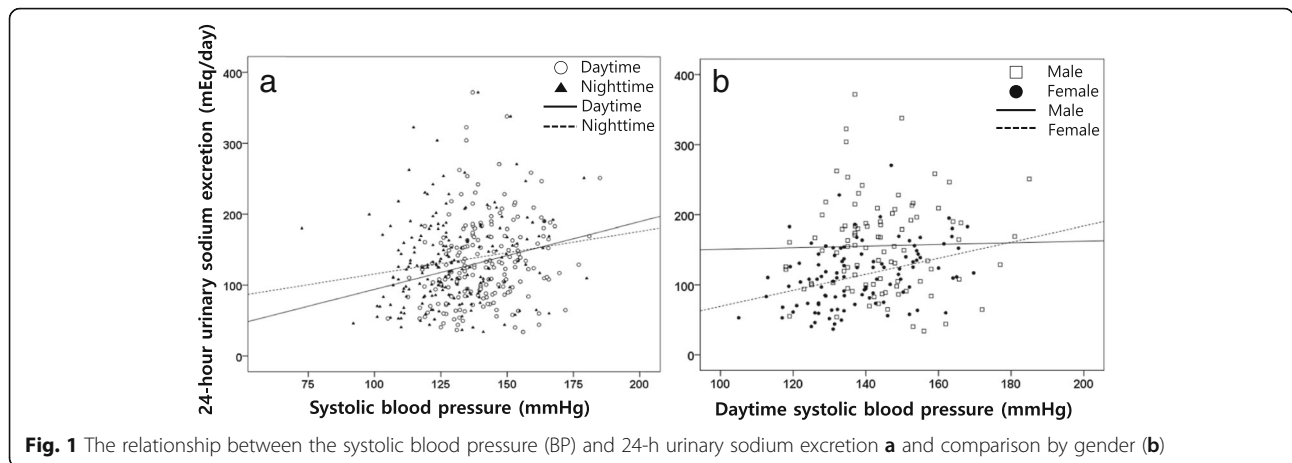 24-hour urinary sodium excretion (mEq/day)
a
400
300
200
100
0
○ Daytime
▲ Nighttime
Daytime
Nighttime
75 100 125 150 175 200
Systolic blood pressure (mmHg)
b
400
300
200
100
0
□ Male
● Female
Male
Female
100 120 140 160 180 200
Daytime systolic blood pressure (mmHg)
Fig. 1 The relationship between the systolic blood pressure (BP) and 24-h urinary sodium excretion a and comparison by gender (b)